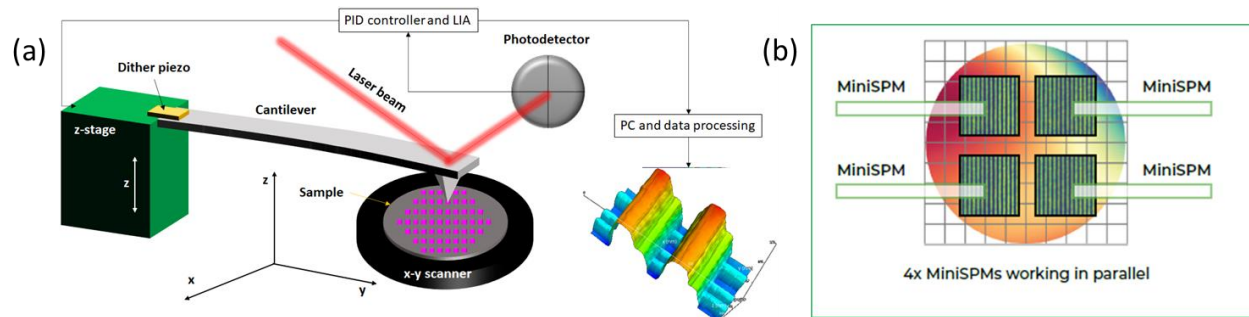 (a)
PID controller and LIA
Photodetector
Dither piezo
Laser beam
Cantilever
z-stage
PC and data processing
z
z
Sample
x-y scanner
x
y
(b)
MiniSPM
MiniSPM
MiniSPM
MiniSPM
4x MiniSPMs working in parallel